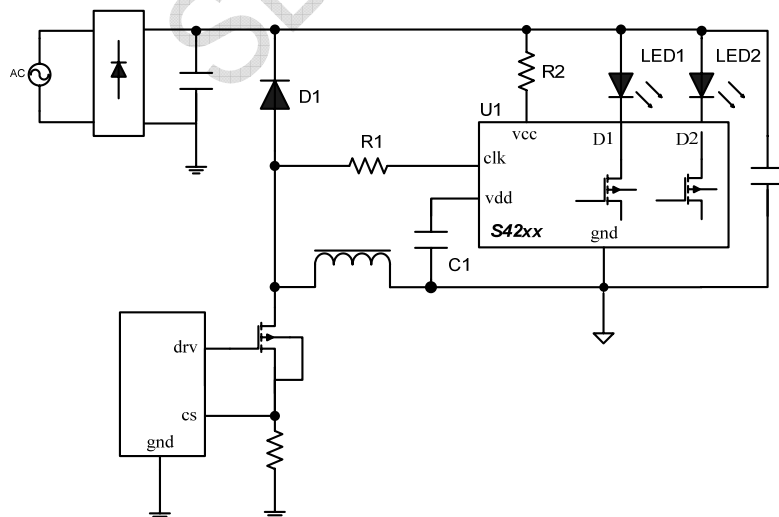 LED1
LED2
AC
R2
D1
U1
vcc
D1
D2
R1
clk
vdd
S42xx
gnd
C1
drv
cs
gnd